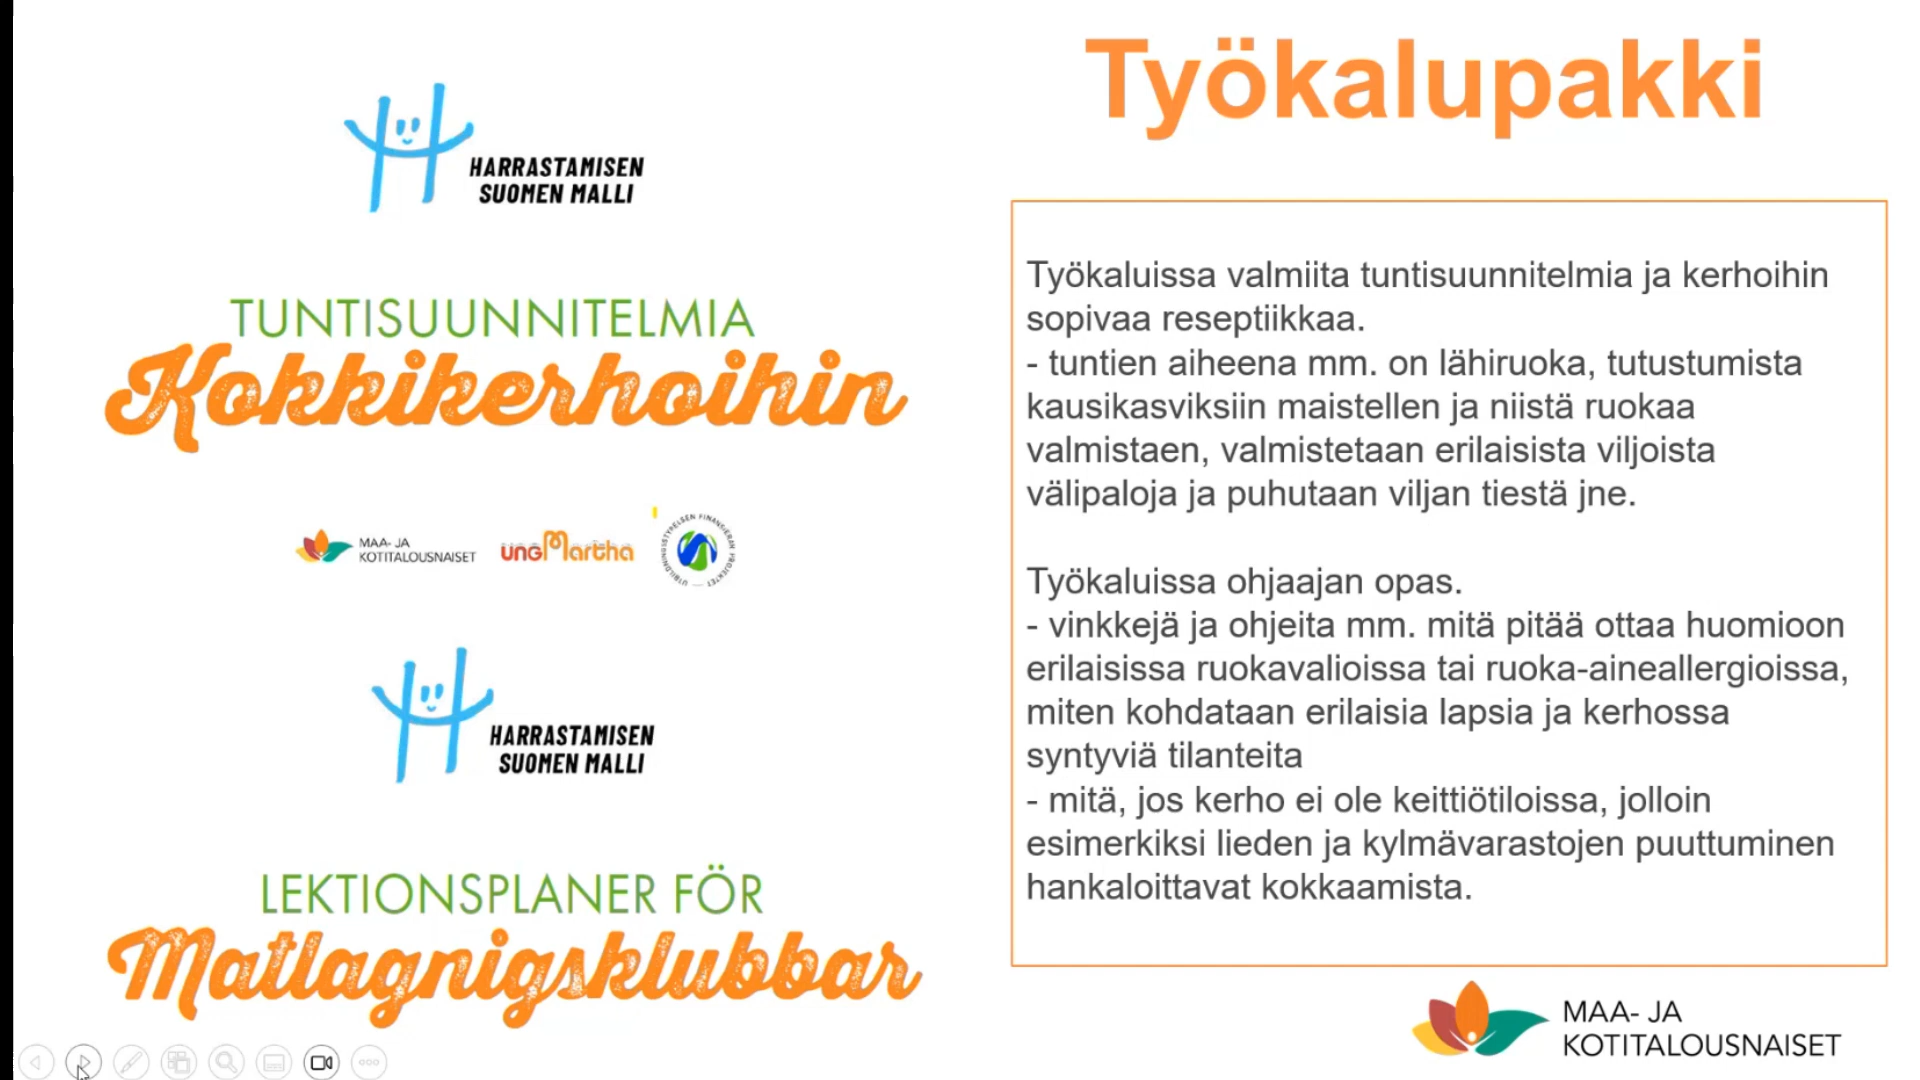 Työkalupakki
HARRASTAMISEN
SUOMEN MALLI
TUNTISUUNNITELMIA
Kokkikerhoihin
MAA- JA
KOTITALOUSNAISET
UNG Martha
UTBILDNINGSSTYRELSEN FINANSIERAR PROJEKTET
HARRASTAMISEN
SUOMEN MALLI
LEKTIONSPLANER FÖR
Matlagnigsklubbar
Työkaluissa valmiita tuntisuunnitelmia ja kerhoihin
sopivaa reseptiikkaa.
- tuntien aiheena mm. on lähiruoka, tutustumista
kausikasviksiin maistellen ja niistä ruokaa
valmistaen, valmistetaan erilaisista viljoista
välipaloja ja puhutaan viljan tiestä jne.
Työkaluissa ohjaajan opas.
- vinkkejä ja ohjeita mm. mitä pitää ottaa huomioon
erilaisissa ruokavalioissa tai ruoka-aineallergioissa,
miten kohdataan erilaisia lapsia ja kerhossa
syntyviä tilanteita
- mitä, jos kerho ei ole keittiötiloissa, jolloin
esimerkiksi lieden ja kylmävarastojen puuttuminen
hankaloittavat kokkaamista.
MAA- JA
KOTITALOUSNAISET